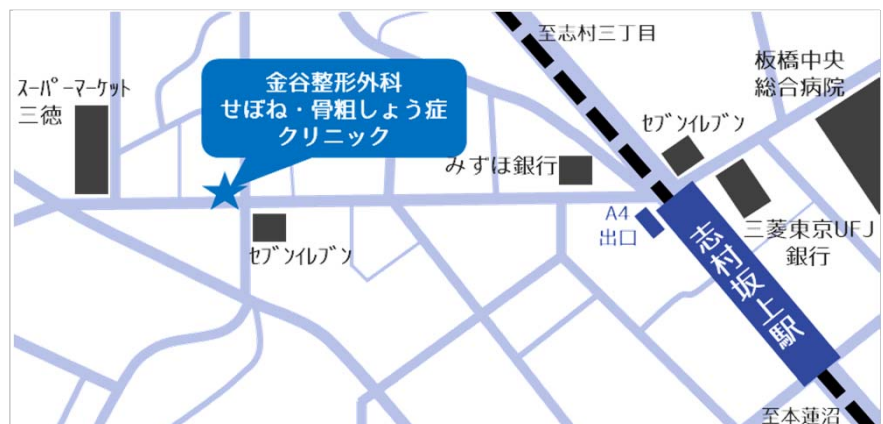 至志村三丁目
板橋中央
総合病院
金谷整形外科
せぼね・骨粗しょう症
クリニック
ｽｰﾊﾟｰﾏｰｹｯﾄ
三徳
ｾﾌﾞﾝｲﾚﾌﾞﾝ
みずほ銀行
A4
出口
三菱東京UFJ
銀行
ｾﾌﾞﾝｲﾚﾌﾞﾝ
志村坂上駅
至本蓮沼